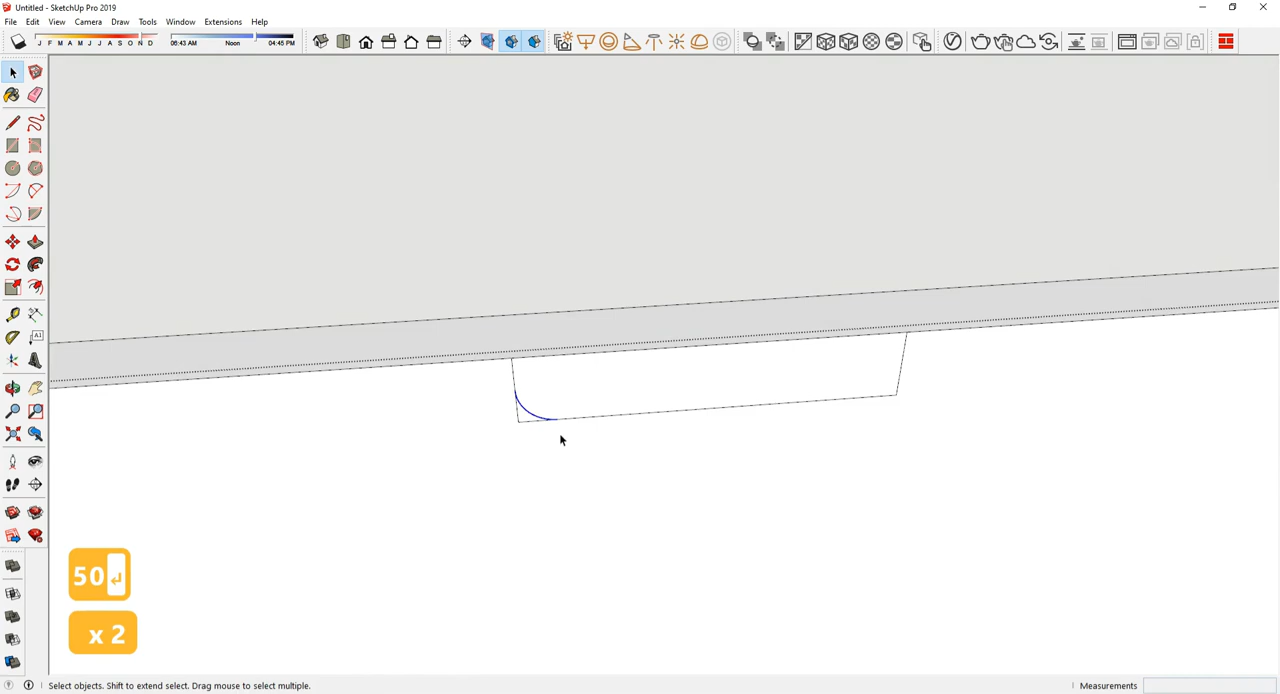 Untitled - SketchUp Pro 2019
File Edit View Camera Draw Tools Window Extensions Help
J F M A M J J A S O N D 06:43 AM Noon 04:45 PM
A1
50
x 2
Select objects. Shift to extend select. Drag mouse to select multiple.
Measurements